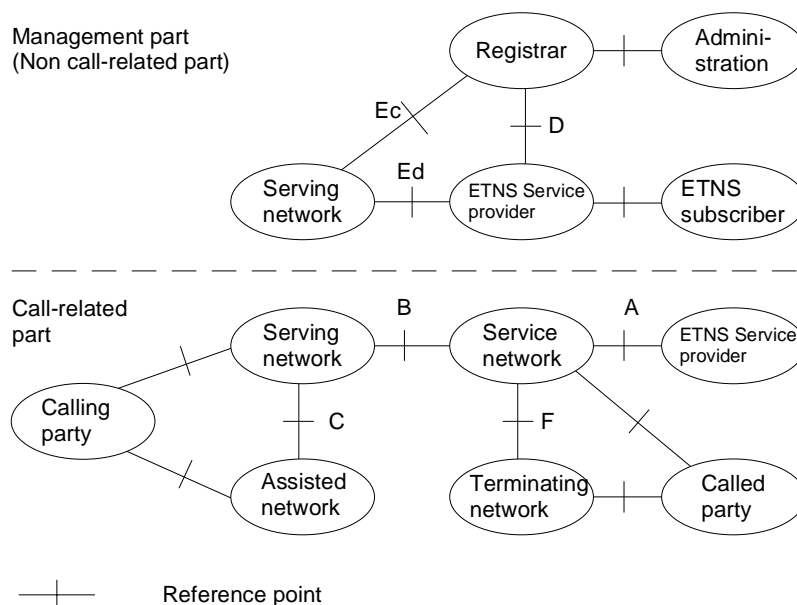 Management part
(Non call-related part)
Registrar
Admini-
stration
Ec
D
Serving
network
Ed
ETNS Service
provider
ETNS
subscriber
Call-related
part
B
A
Serving
network
Service
network
ETNS Service
provider
Calling
party
C
F
Assisted
network
Terminating
network
Called
party
Reference point